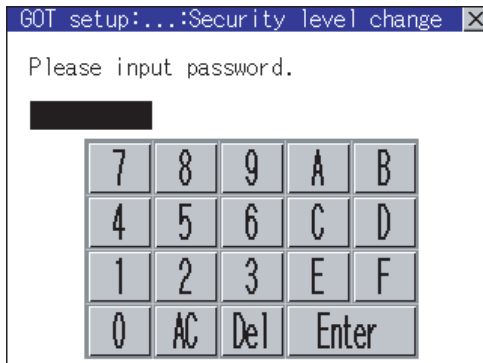 GOT setup:...:Security level change ×
Please input password.
7 8 9 A B
4 5 6 C D
1 2 3 E F
0 AC Del Enter